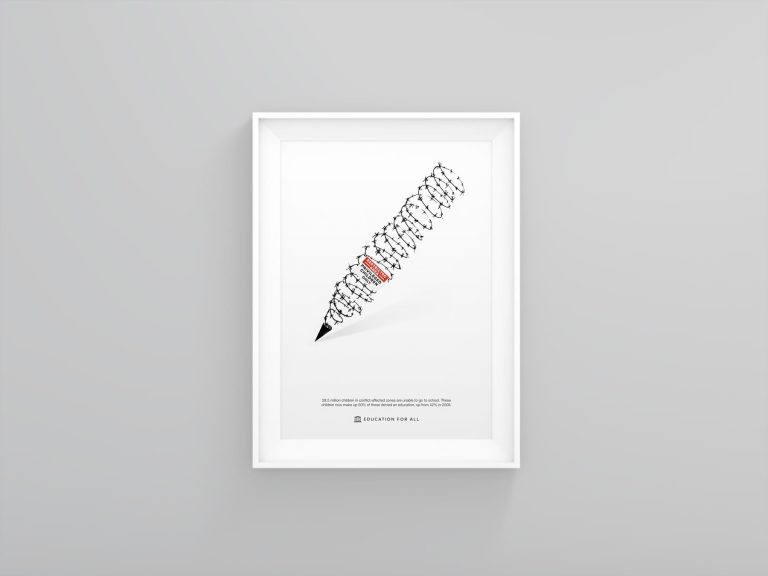 28.5 million children in conflict-affected zones are unable to go to school. These
children now make up 50% of those denied an education, up from 42% in 2008.
EDUCATION FOR ALL